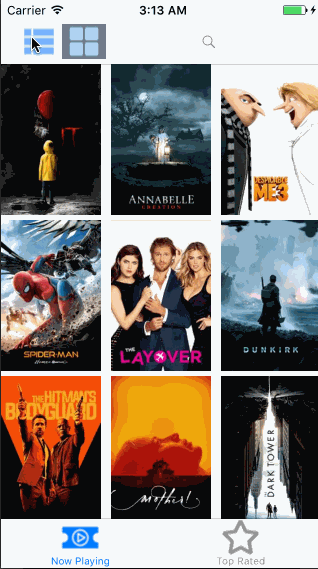 Carrier 3:13 AM
IT
ANNABELLE
CREATION
DESPICABLE
ME3
SPIDER-MAN
THE
LAYOVER
DUNKIRK
THE HITMAN'S
BODYGUARD
mother!
DARK TOWER
Now Playing
Top Rated